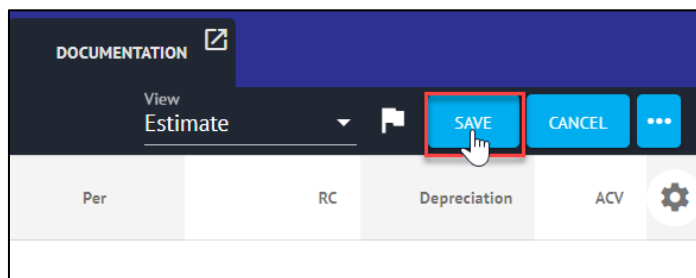 DOCUMENTATION
View
Estimate
SAVE
CANCEL
Per RC Depreciation ACV